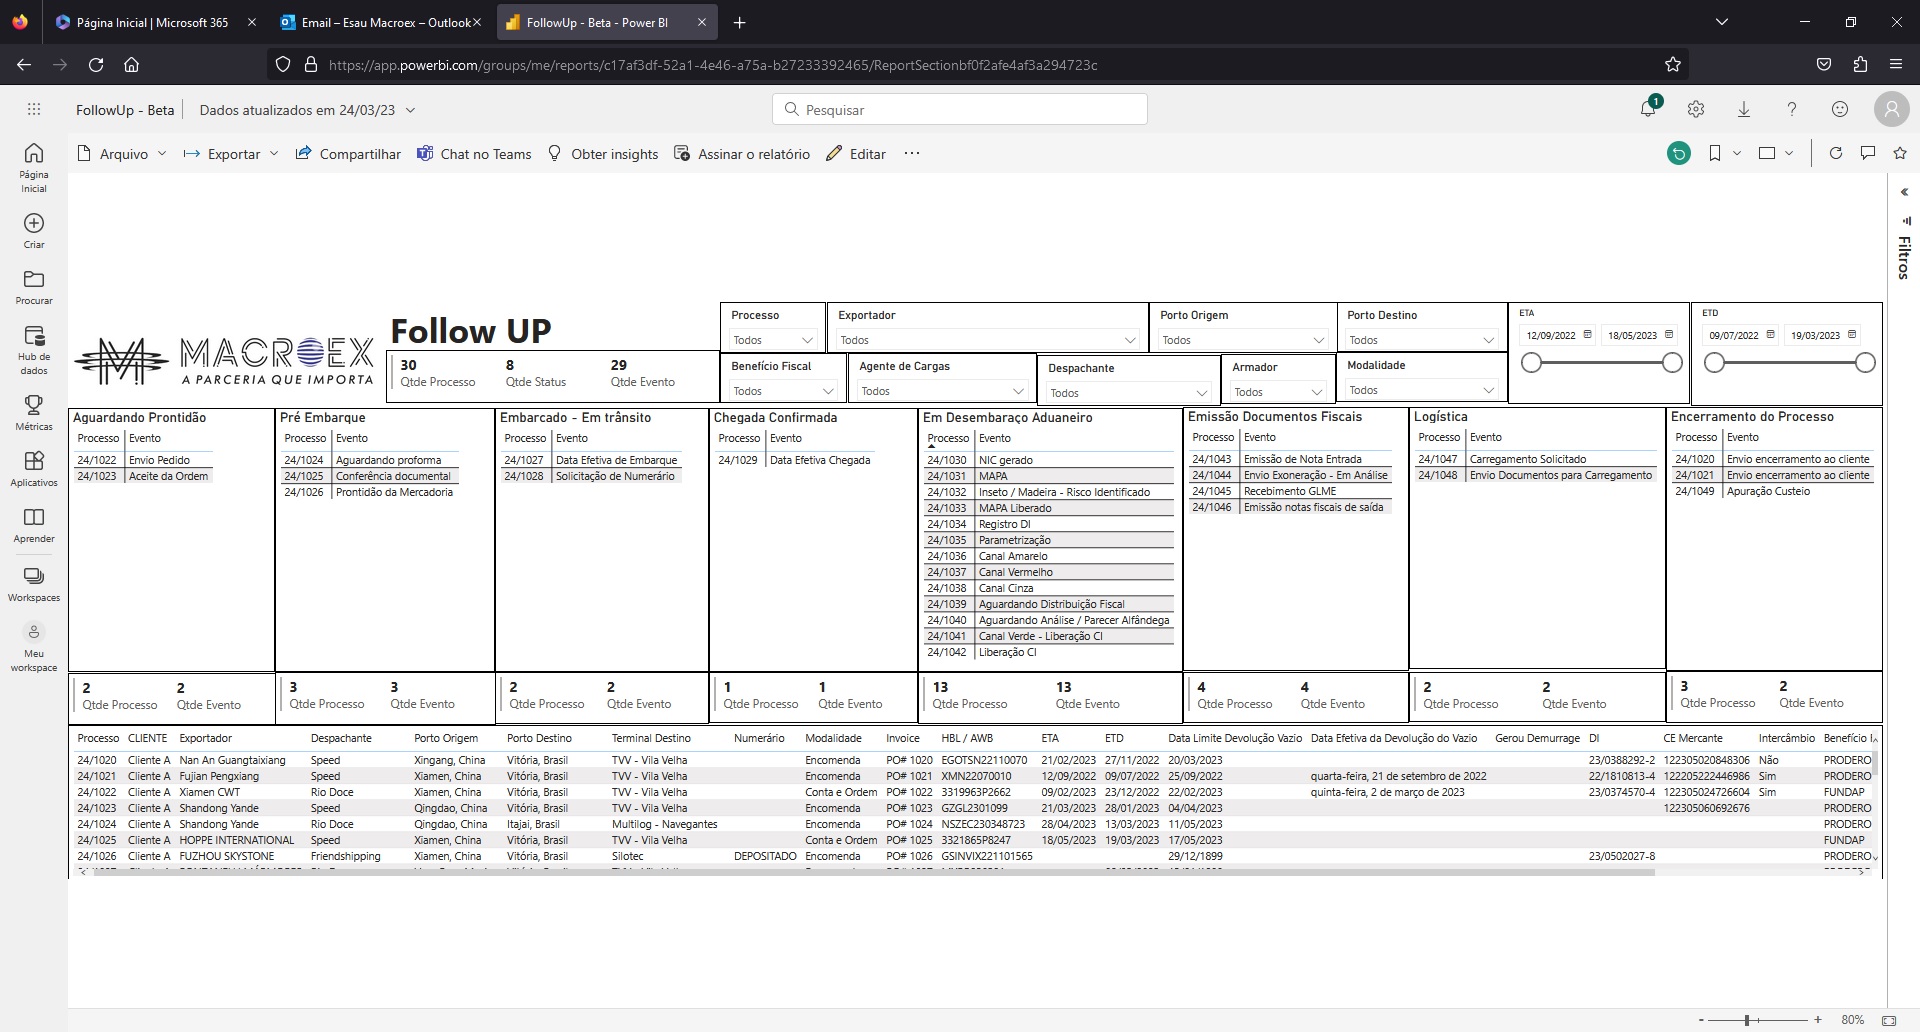 Página Inicial | Microsoft 365
Email – Esau Macroex – Outlook
FollowUp - Beta - Power BI
https://app.powerbi.com/groups/me/reports/c17af3df-52a1-4e46-a75a-b27233392465/ReportSectionbf0f2afe4af3a294723c
FollowUp - Beta | Dados atualizados em 24/03/23
Pesquisar
1
Arquivo Exportar Compartilhar Chat no Teams Obter insights Assinar o relatório Editar ...
Página Inicial
Criar
Procurar
Hub de dados
Métricas
Aplicativos
Aprender
Workspaces
Meu workspace
Filtros
MACROEX
A PARCERIA QUE IMPORTA
Follow UP
30 8 29
Qtde Processo Qtde Status Qtde Evento
Processo Exportador Porto Origem Porto Destino ETA ETD
Todos Todos Todos Todos 12/09/2022 18/05/2023 09/07/2022 19/03/2023
Benefício Fiscal Agente de Cargas Despachante Armador Modalidade
Todos Todos Todos Todos Todos
Aguardando Prontidão
Processo Evento
24/1022 Envio Pedido
24/1023 Aceite da Ordem
2 2
Qtde Processo Qtde Evento
Pré Embarque
Processo Evento
24/1024 Aguardando proforma
24/1025 Conferência documental
24/1026 Prontidão da Mercadoria
3 3
Qtde Processo Qtde Evento
Embarcado - Em trânsito
Processo Evento
24/1027 Data Efetiva de Embarque
24/1028 Solicitação de Numerário
2 2
Qtde Processo Qtde Evento
Chegada Confirmada
Processo Evento
24/1029 Data Efetiva Chegada
1 1
Qtde Processo Qtde Evento
Em Desembaraço Aduaneiro
Processo Evento
24/1030 NIC gerado
24/1031 MAPA
24/1032 Inseto / Madeira - Risco Identificado
24/1033 MAPA Liberado
24/1034 Registro DI
24/1035 Parametrização
24/1036 Canal Amarelo
24/1037 Canal Vermelho
24/1038 Canal Cinza
24/1039 Aguardando Distribuição Fiscal
24/1040 Aguardando Análise / Parecer Alfândega
24/1041 Canal Verde - Liberação CI
24/1042 Liberação CI
13 13
Qtde Processo Qtde Evento
Emissão Documentos Fiscais
Processo Evento
24/1043 Emissão de Nota Entrada
24/1044 Envio Exoneração - Em Análise
24/1045 Recebimento GLME
24/1046 Emissão notas fiscais de saída
4 4
Qtde Processo Qtde Evento
Logística
Processo Evento
24/1047 Carregamento Solicitado
24/1048 Envio Documentos para Carregamento
2 2
Qtde Processo Qtde Evento
Encerramento do Processo
Processo Evento
24/1020 Envio encerramento ao cliente
24/1021 Envio encerramento ao cliente
24/1049 Apuração Custeio
3 2
Qtde Processo Qtde Evento
Processo CLIENTE Exportador Despachante Porto Origem Porto Destino Terminal Destino Numerário Modalidade Invoice HBL / AWB ETA ETD Data Limite Devolução Vazio Data Efetiva da Devolução do Vazio Gerou Demurrage DI CE Mercante Intercâmbio Benefício
24/1020 Cliente A Nan An Guangtaixiang Speed Xingang, China Vitória, Brasil TVV - Vila Velha Encomenda PO# 1020 EGOTSN22110070 21/02/2023 27/11/2022 20/03/2023 23/0388292-2 122305020848306 Não PRODERO
24/1021 Cliente A Fujian Pengxiang Speed Xiamen, China Vitória, Brasil TVV - Vila Velha Encomenda PO# 1021 XMN22070010 12/09/2022 09/07/2022 25/09/2022 quarta-feira, 21 de setembro de 2022 22/1810813-4 122205222446986 Sim PRODERO
24/1022 Cliente A Xiamen CWT Rio Doce Xiamen, China Vitória, Brasil TVV - Vila Velha Conta e Ordem PO# 1022 3319963P2662 09/02/2023 23/12/2022 22/02/2023 quinta-feira, 2 de março de 2023 23/0374570-4 122305024726604 Sim FUNDAP
24/1023 Cliente A Shandong Yande Speed Qingdao, China Vitória, Brasil TVV - Vila Velha Encomenda PO# 1023 GZGL2301099 21/03/2023 28/01/2023 04/04/2023 122305060692676 PRODERO
24/1024 Cliente A Shandong Yande Rio Doce Qingdao, China Itajai, Brasil Multilog - Navegantes Encomenda PO# 1024 NSZEC230348723 28/04/2023 13/03/2023 11/05/2023 PRODERO
24/1025 Cliente A HOPPE INTERNATIONAL Speed Xiamen, China Vitória, Brasil TVV - Vila Velha Conta e Ordem PO# 1025 3321865P8247 18/05/2023 19/03/2023 17/05/2023 FUNDAP
24/1026 Cliente A FUZHOU SKYSTONE Friendshipping Xiamen, China Vitória, Brasil Silotec DEPOSITADO Encomenda PO# 1026 GSINVIX221101565 29/12/1899 23/0502027-8 PRODERO
- + 80%